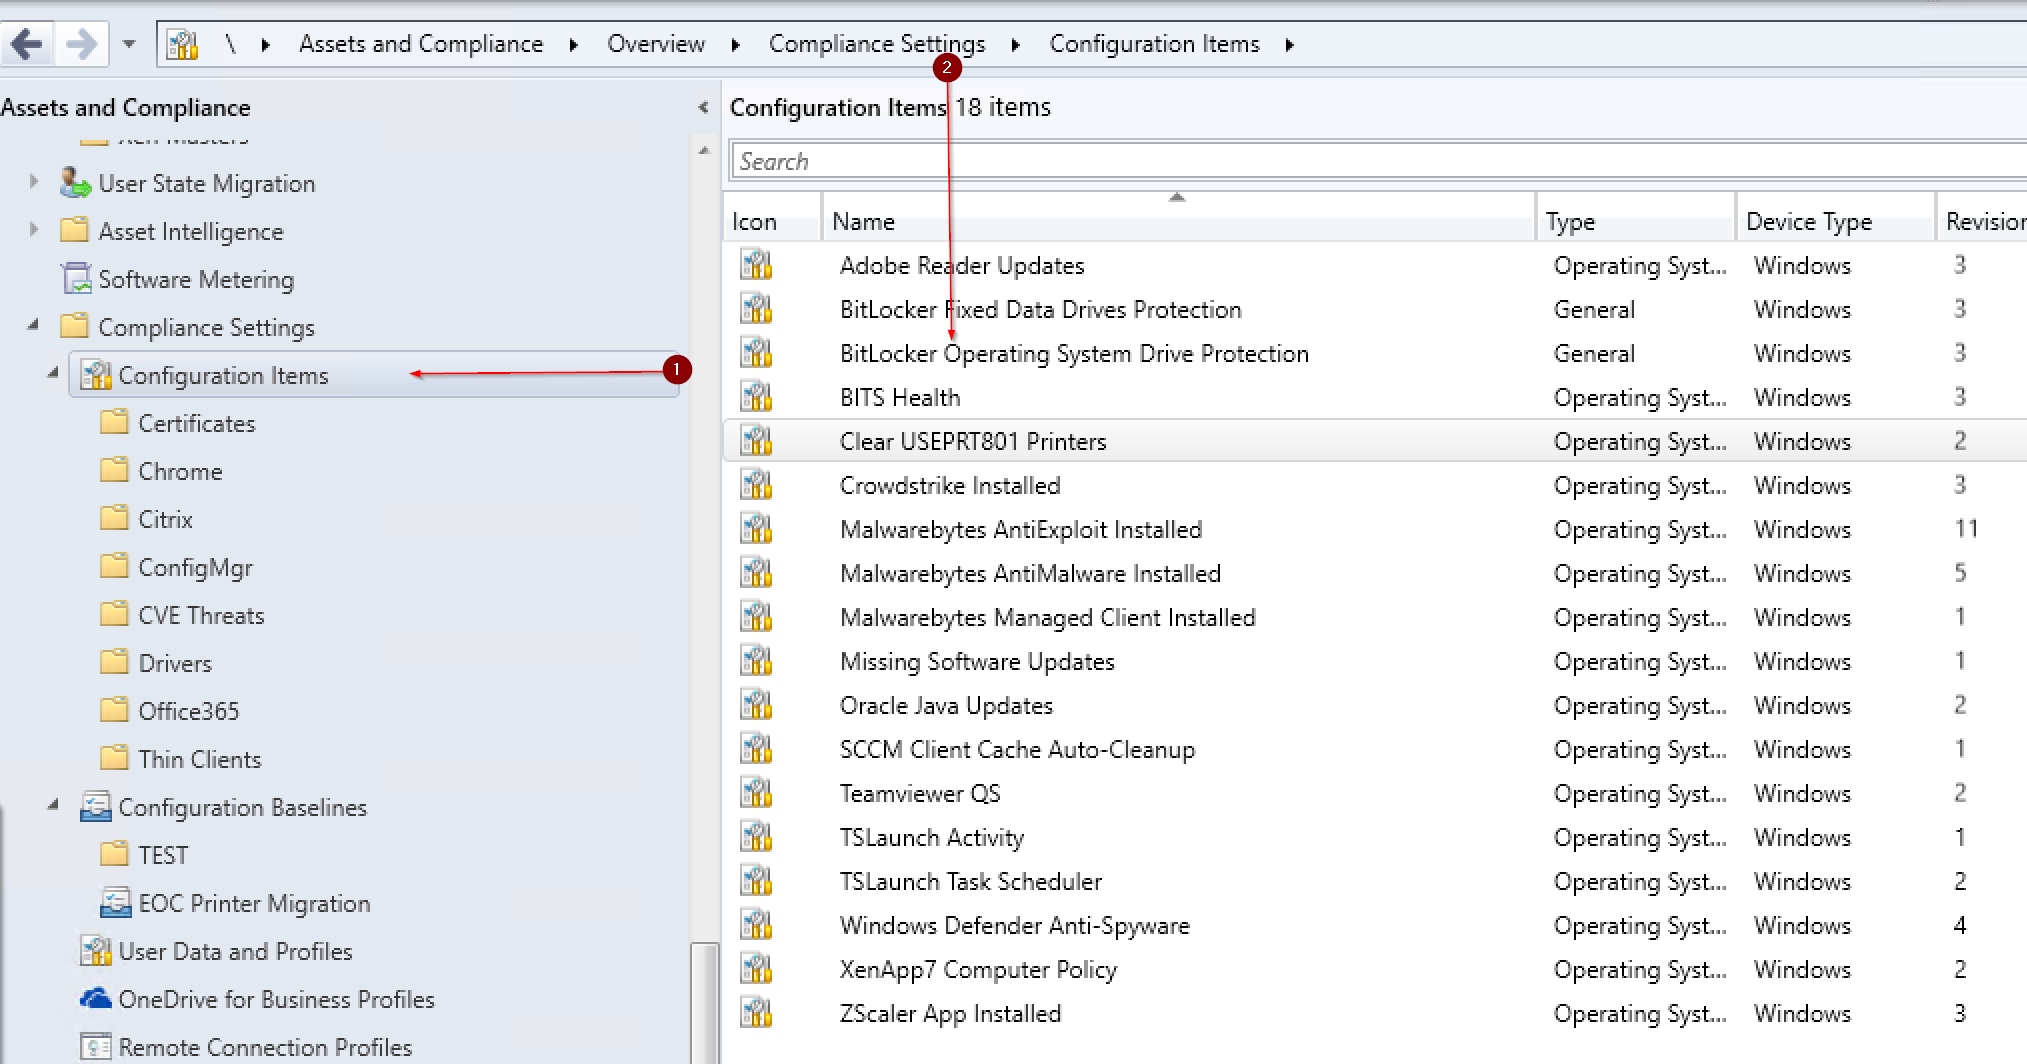 \ Assets and Compliance Overview Compliance Settings Configuration Items
2
Assets and Compliance
Xen Masters
User State Migration
Asset Intelligence
Software Metering
Compliance Settings
Configuration Items
1
Certificates
Chrome
Citrix
ConfigMgr
CVE Threats
Drivers
Office365
Thin Clients
Configuration Baselines
TEST
EOC Printer Migration
User Data and Profiles
OneDrive for Business Profiles
Remote Connection Profiles
Configuration Items 18 items
Search
Icon Name Type Device Type Revision
Adobe Reader Updates Operating Syst... Windows 3
BitLocker Fixed Data Drives Protection General Windows 3
BitLocker Operating System Drive Protection General Windows 3
BITS Health Operating Syst... Windows 3
Clear USEPRT801 Printers Operating Syst... Windows 2
Crowdstrike Installed Operating Syst... Windows 3
Malwarebytes AntiExploit Installed Operating Syst... Windows 11
Malwarebytes AntiMalware Installed Operating Syst... Windows 5
Malwarebytes Managed Client Installed Operating Syst... Windows 1
Missing Software Updates Operating Syst... Windows 1
Oracle Java Updates Operating Syst... Windows 2
SCCM Client Cache Auto-Cleanup Operating Syst... Windows 1
Teamviewer QS Operating Syst... Windows 2
TSLaunch Activity Operating Syst... Windows 1
TSLaunch Task Scheduler Operating Syst... Windows 2
Windows Defender Anti-Spyware Operating Syst... Windows 4
XenApp7 Computer Policy Operating Syst... Windows 2
ZScaler App Installed Operating Syst... Windows 3